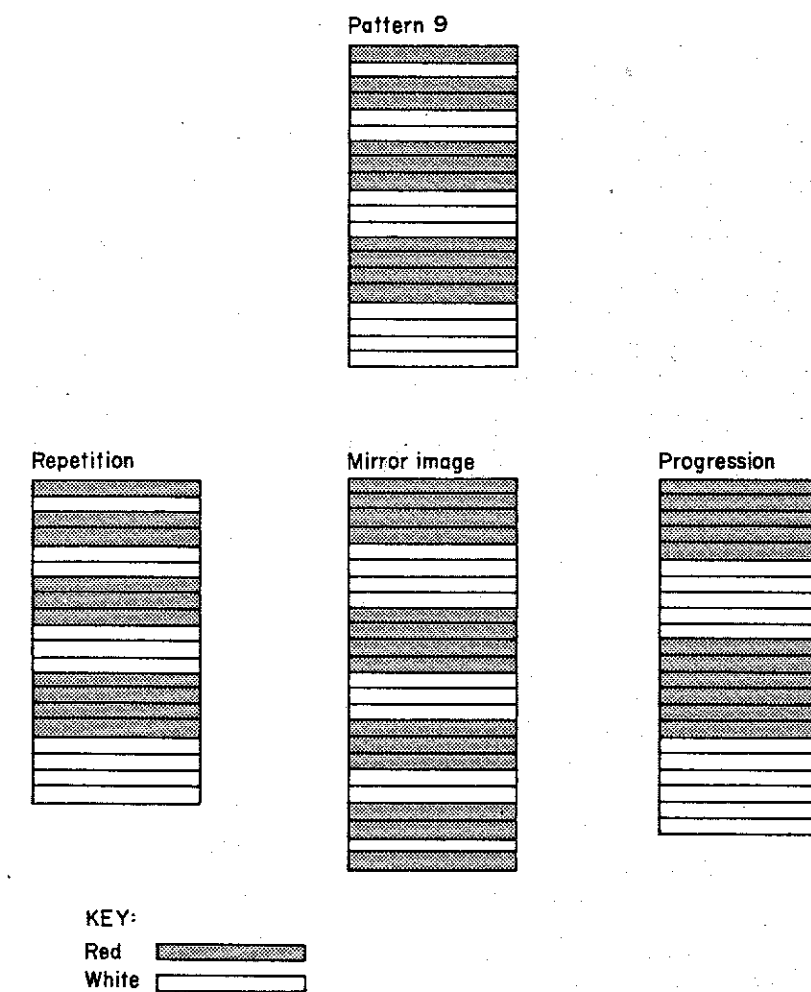 Pattern 9
Repetition
Mirror image
Progression
KEY:
Red
White